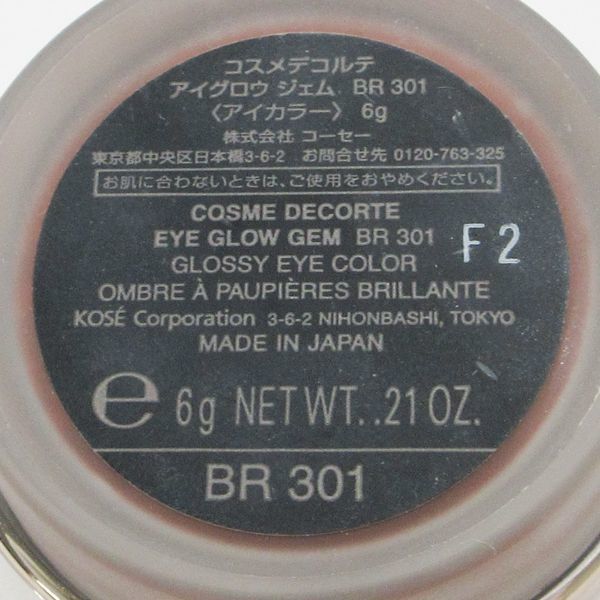 コスメデコルテ
アイグロウ ジェム BR 301
〈アイカラー〉 6g
株式会社 コーセー
東京都中央区日本橋3-6-2 お問合せ先 0120-763-325
お肌に合わないときは、ご使用をおやめください。
COSME DECORTE
EYE GLOW GEM BR 301
F2
GLOSSY EYE COLOR
OMBRE À PAUPIÈRES BRILLANTE
KOSÉ Corporation 3-6-2 NIHONBASHI, TOKYO
MADE IN JAPAN
e 6g NET WT. .21 OZ.
BR 301